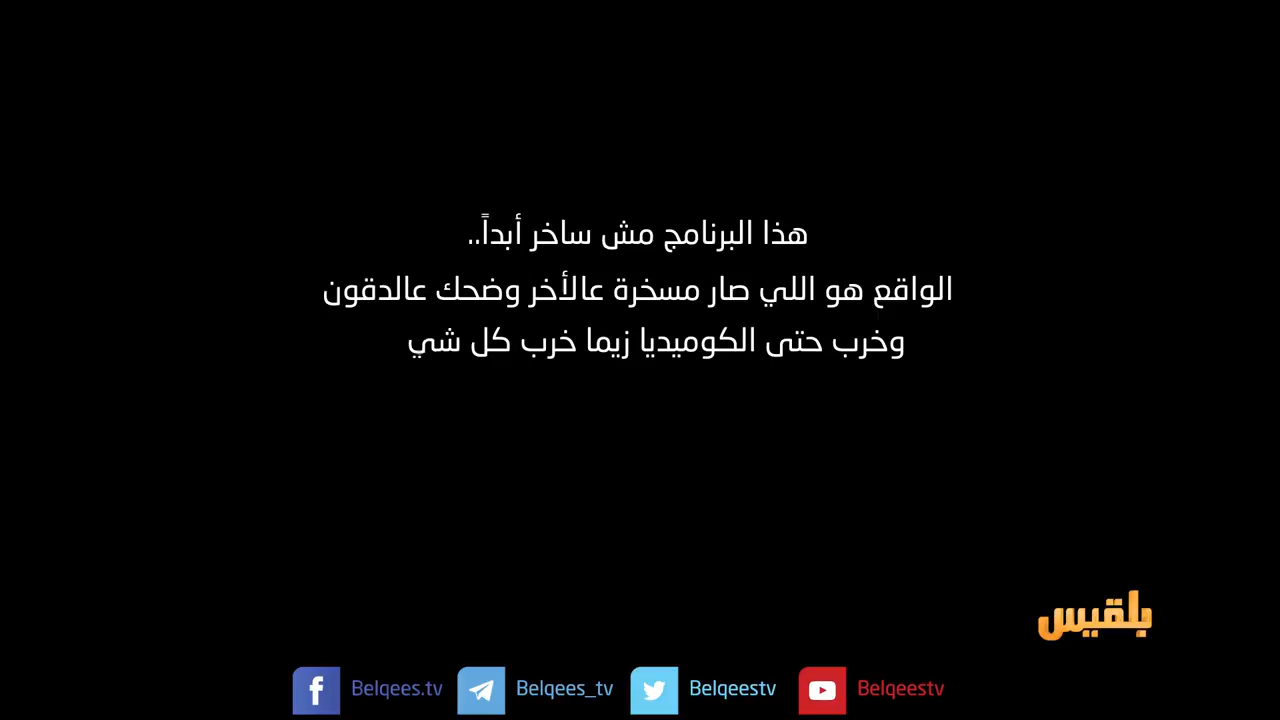 هذا البرنامج مش ساخر أبداً..
الواقع هو اللي صار مسخرة عالأخر وضحك عالدقون
وخرب حتى الكوميديا زيما خرب كل شي
بلقيس
Belqees.tv Belqees_tv Belqeestv Belqeestv